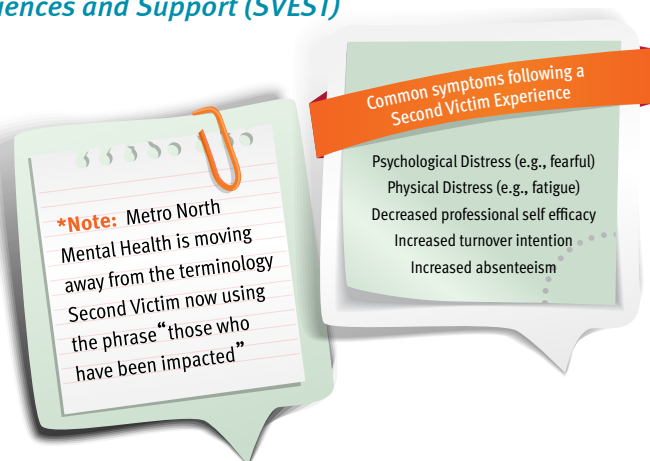 iences and Support (SVEST)
Common symptoms following a
Second Victim Experience
Psychological Distress (e.g., fearful)
Physical Distress (e.g., fatigue)
Decreased professional self efficacy
Increased turnover intention
Increased absenteeism
*Note: Metro North
Mental Health is moving
away from the terminology
Second Victim now using
the phrase “those who
have been impacted”